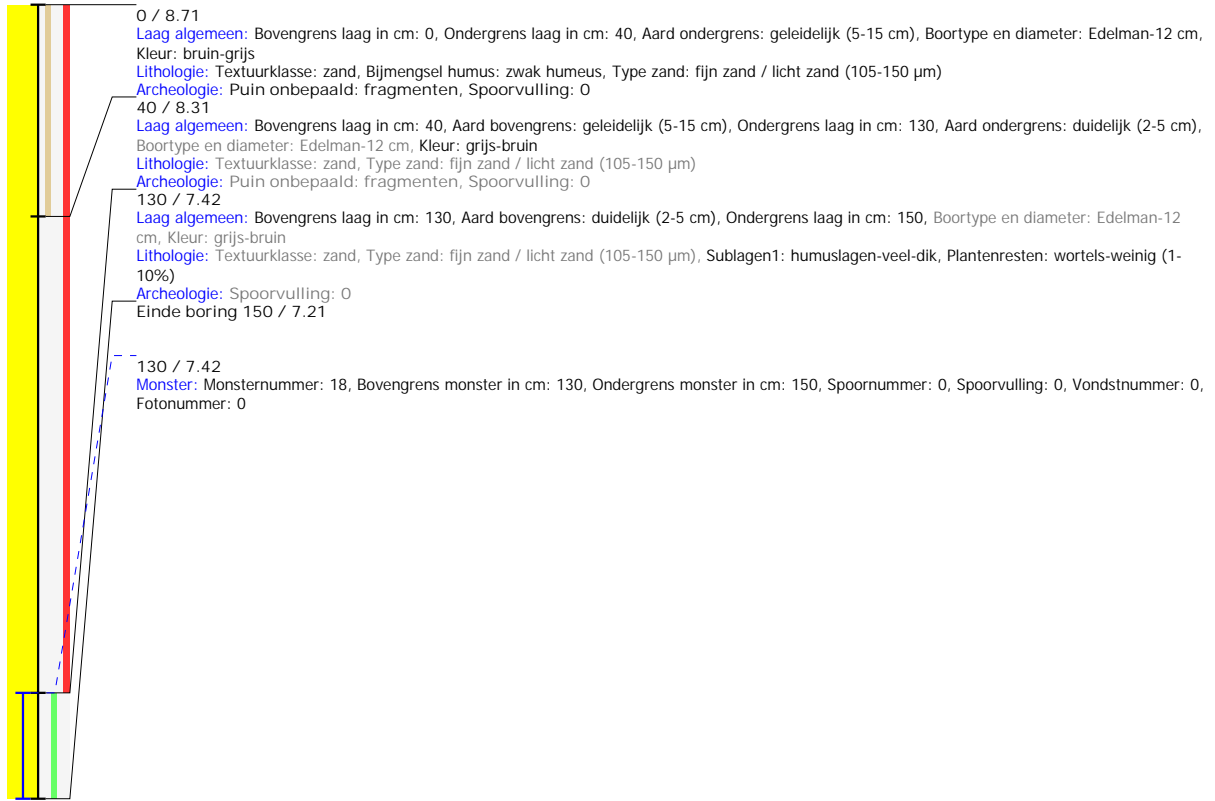 0 / 8.71
Laag algemeen: Bovengrens laag in cm: 0, Ondergrens laag in cm: 40, Aard ondergrens: geleidelijk (5-15 cm), Boortype en diameter: Edelman-12 cm,
Kleur: bruin-grijs
Lithologie: Textuurklasse: zand, Bijmengsel humus: zwak humeus, Type zand: fijn zand / licht zand (105-150 µm)
Archeologie: Puin onbepaald: fragmenten, Spoorvulling: 0
40 / 8.31
Laag algemeen: Bovengrens laag in cm: 40, Aard bovengrens: geleidelijk (5-15 cm), Ondergrens laag in cm: 130, Aard ondergrens: duidelijk (2-5 cm),
Boortype en diameter: Edelman-12 cm, Kleur: grijs-bruin
Lithologie: Textuurklasse: zand, Type zand: fijn zand / licht zand (105-150 µm)
Archeologie: Puin onbepaald: fragmenten, Spoorvulling: 0
130 / 7.42
Laag algemeen: Bovengrens laag in cm: 130, Aard bovengrens: duidelijk (2-5 cm), Ondergrens laag in cm: 150, Boortype en diameter: Edelman-12
cm, Kleur: grijs-bruin
Lithologie: Textuurklasse: zand, Type zand: fijn zand / licht zand (105-150 µm), Sublagen1: humuslagen-veel-dik, Plantenresten: wortels-weinig (1-
10%)
Archeologie: Spoorvulling: 0
Einde boring 150 / 7.21
130 / 7.42
Monster: Monsternummer: 18, Bovengrens monster in cm: 130, Ondergrens monster in cm: 150, Spoornummer: 0, Spoorvulling: 0, Vondstnummer: 0,
Fotonummer: 0